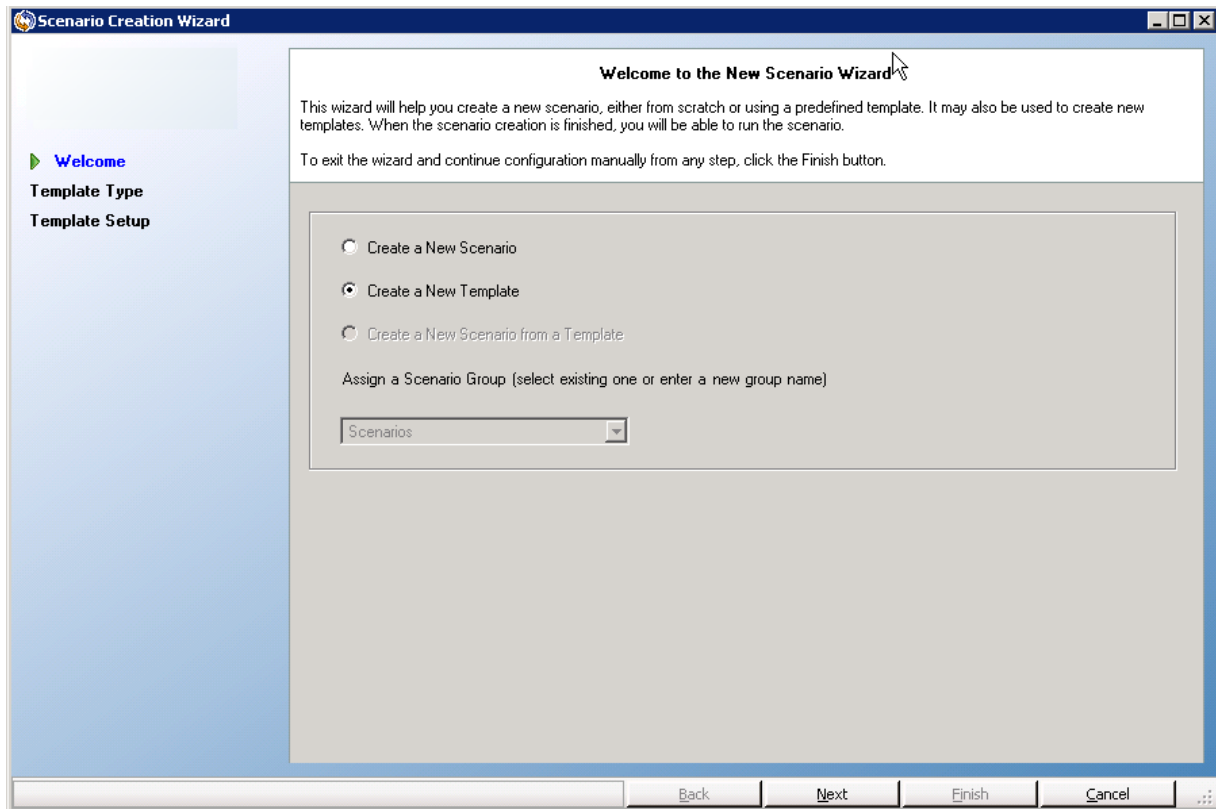 Scenario Creation Wizard
Welcome
Template Type
Template Setup
Welcome to the New Scenario Wizard
This wizard will help you create a new scenario, either from scratch or using a predefined template. It may also be used to create new
templates. When the scenario creation is finished, you will be able to run the scenario.
To exit the wizard and continue configuration manually from any step, click the Finish button.
Create a New Scenario
Create a New Template
Create a New Scenario from a Template
Assign a Scenario Group (select existing one or enter a new group name)
Scenarios
Back
Next
Finish
Cancel